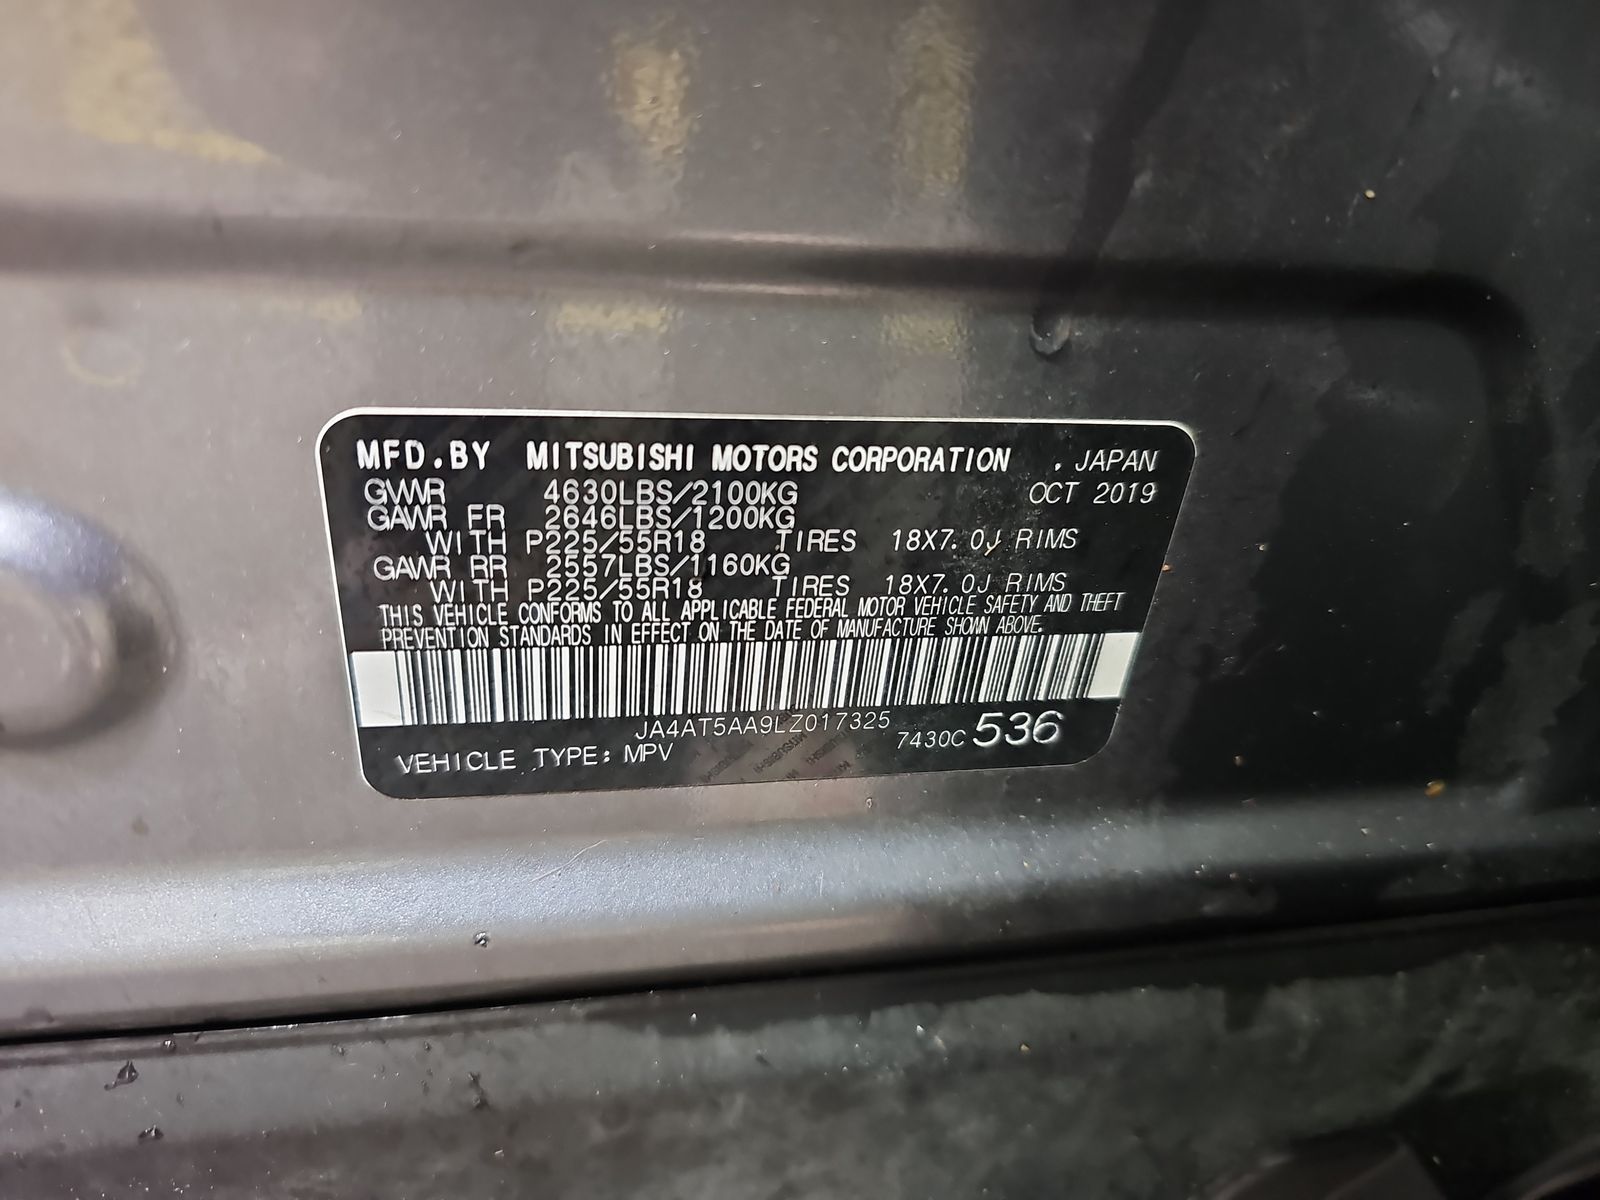 MFD.BY MITSUBISHI MOTORS CORPORATION . JAPAN
GVWR 4630LBS/2100KG OCT 2019
GAWR FR 2646LBS/1200KG
WITH P225/55R18 TIRES 18X7.0J RIMS
GAWR RR 2557LBS/1160KG
WITH P225/55R18 TIRES 18X7.0J RIMS
THIS VEHICLE CONFORMS TO ALL APPLICABLE FEDERAL MOTOR VEHICLE SAFETY AND THEFT
PREVENTION STANDARDS IN EFFECT ON THE DATE OF MANUFACTURE SHOWN ABOVE.
JA4AT5AA9LZ017325
VEHICLE TYPE: MPV 7430C 536